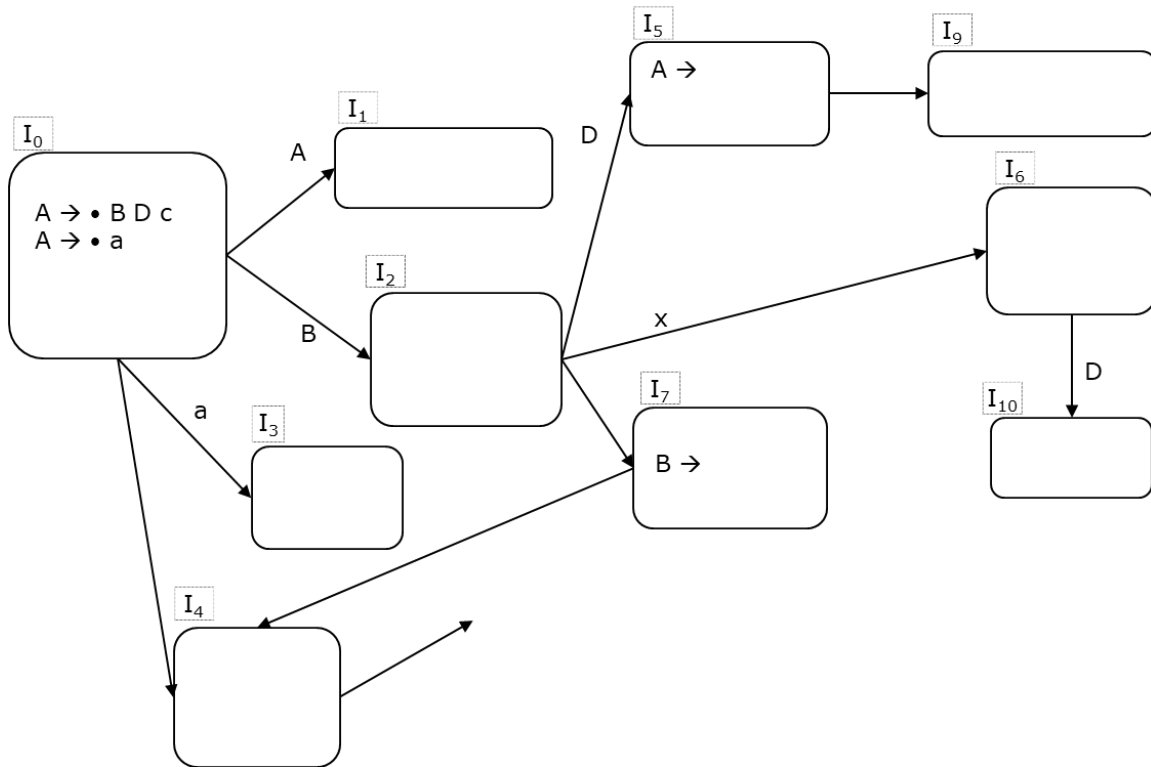 I₀
A → • B D c
A → • a
A
I₁
B
I₂
a
I₃
I₄
D
I₅
A →
I₉
x
I₆
I₇
B →
D
I₁₀